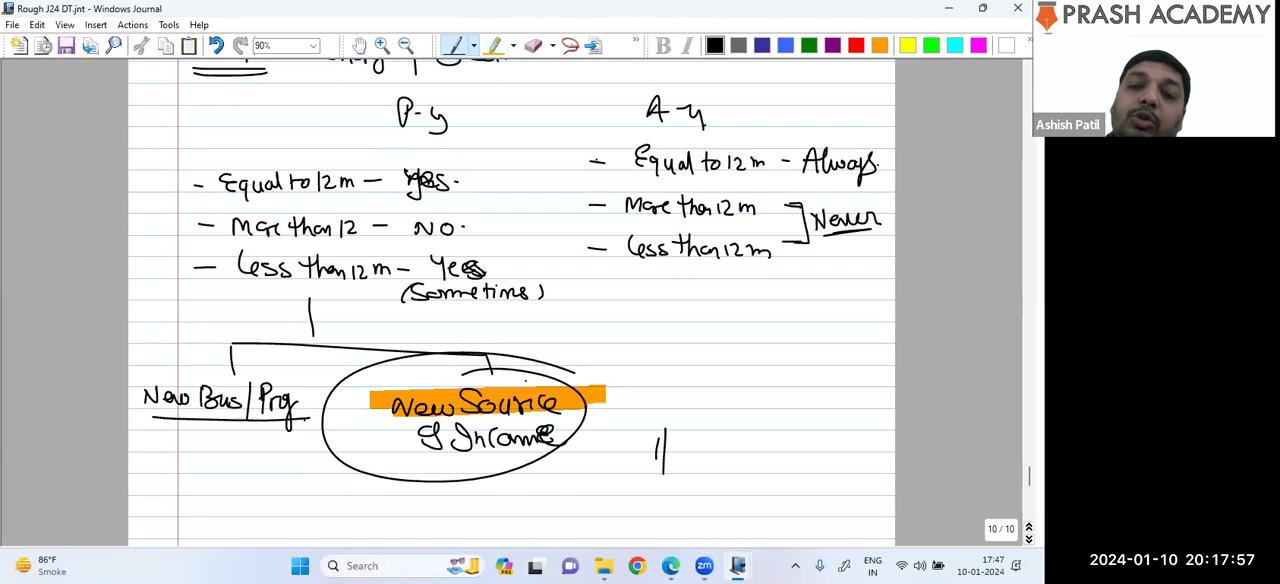 Rough J24 DT.jnt - Windows Journal
PRASH ACADEMY
File Edit View Insert Actions Tools Help
90%
B I
Ashish Patil
P-y
A-y
- Equal to 12m - Yes.
- More than 12 - NO.
- Less than 12m - Yes
(Sometimes)
- Equal to 12m - Always.
- More than 12m
- Less than 12m
Never
New Bus/Prof
New Source
of Income
10 / 10
86°F
Smoke
Search
ENG
IN
17:47
10-01-2024
2024-01-10 20:17:57